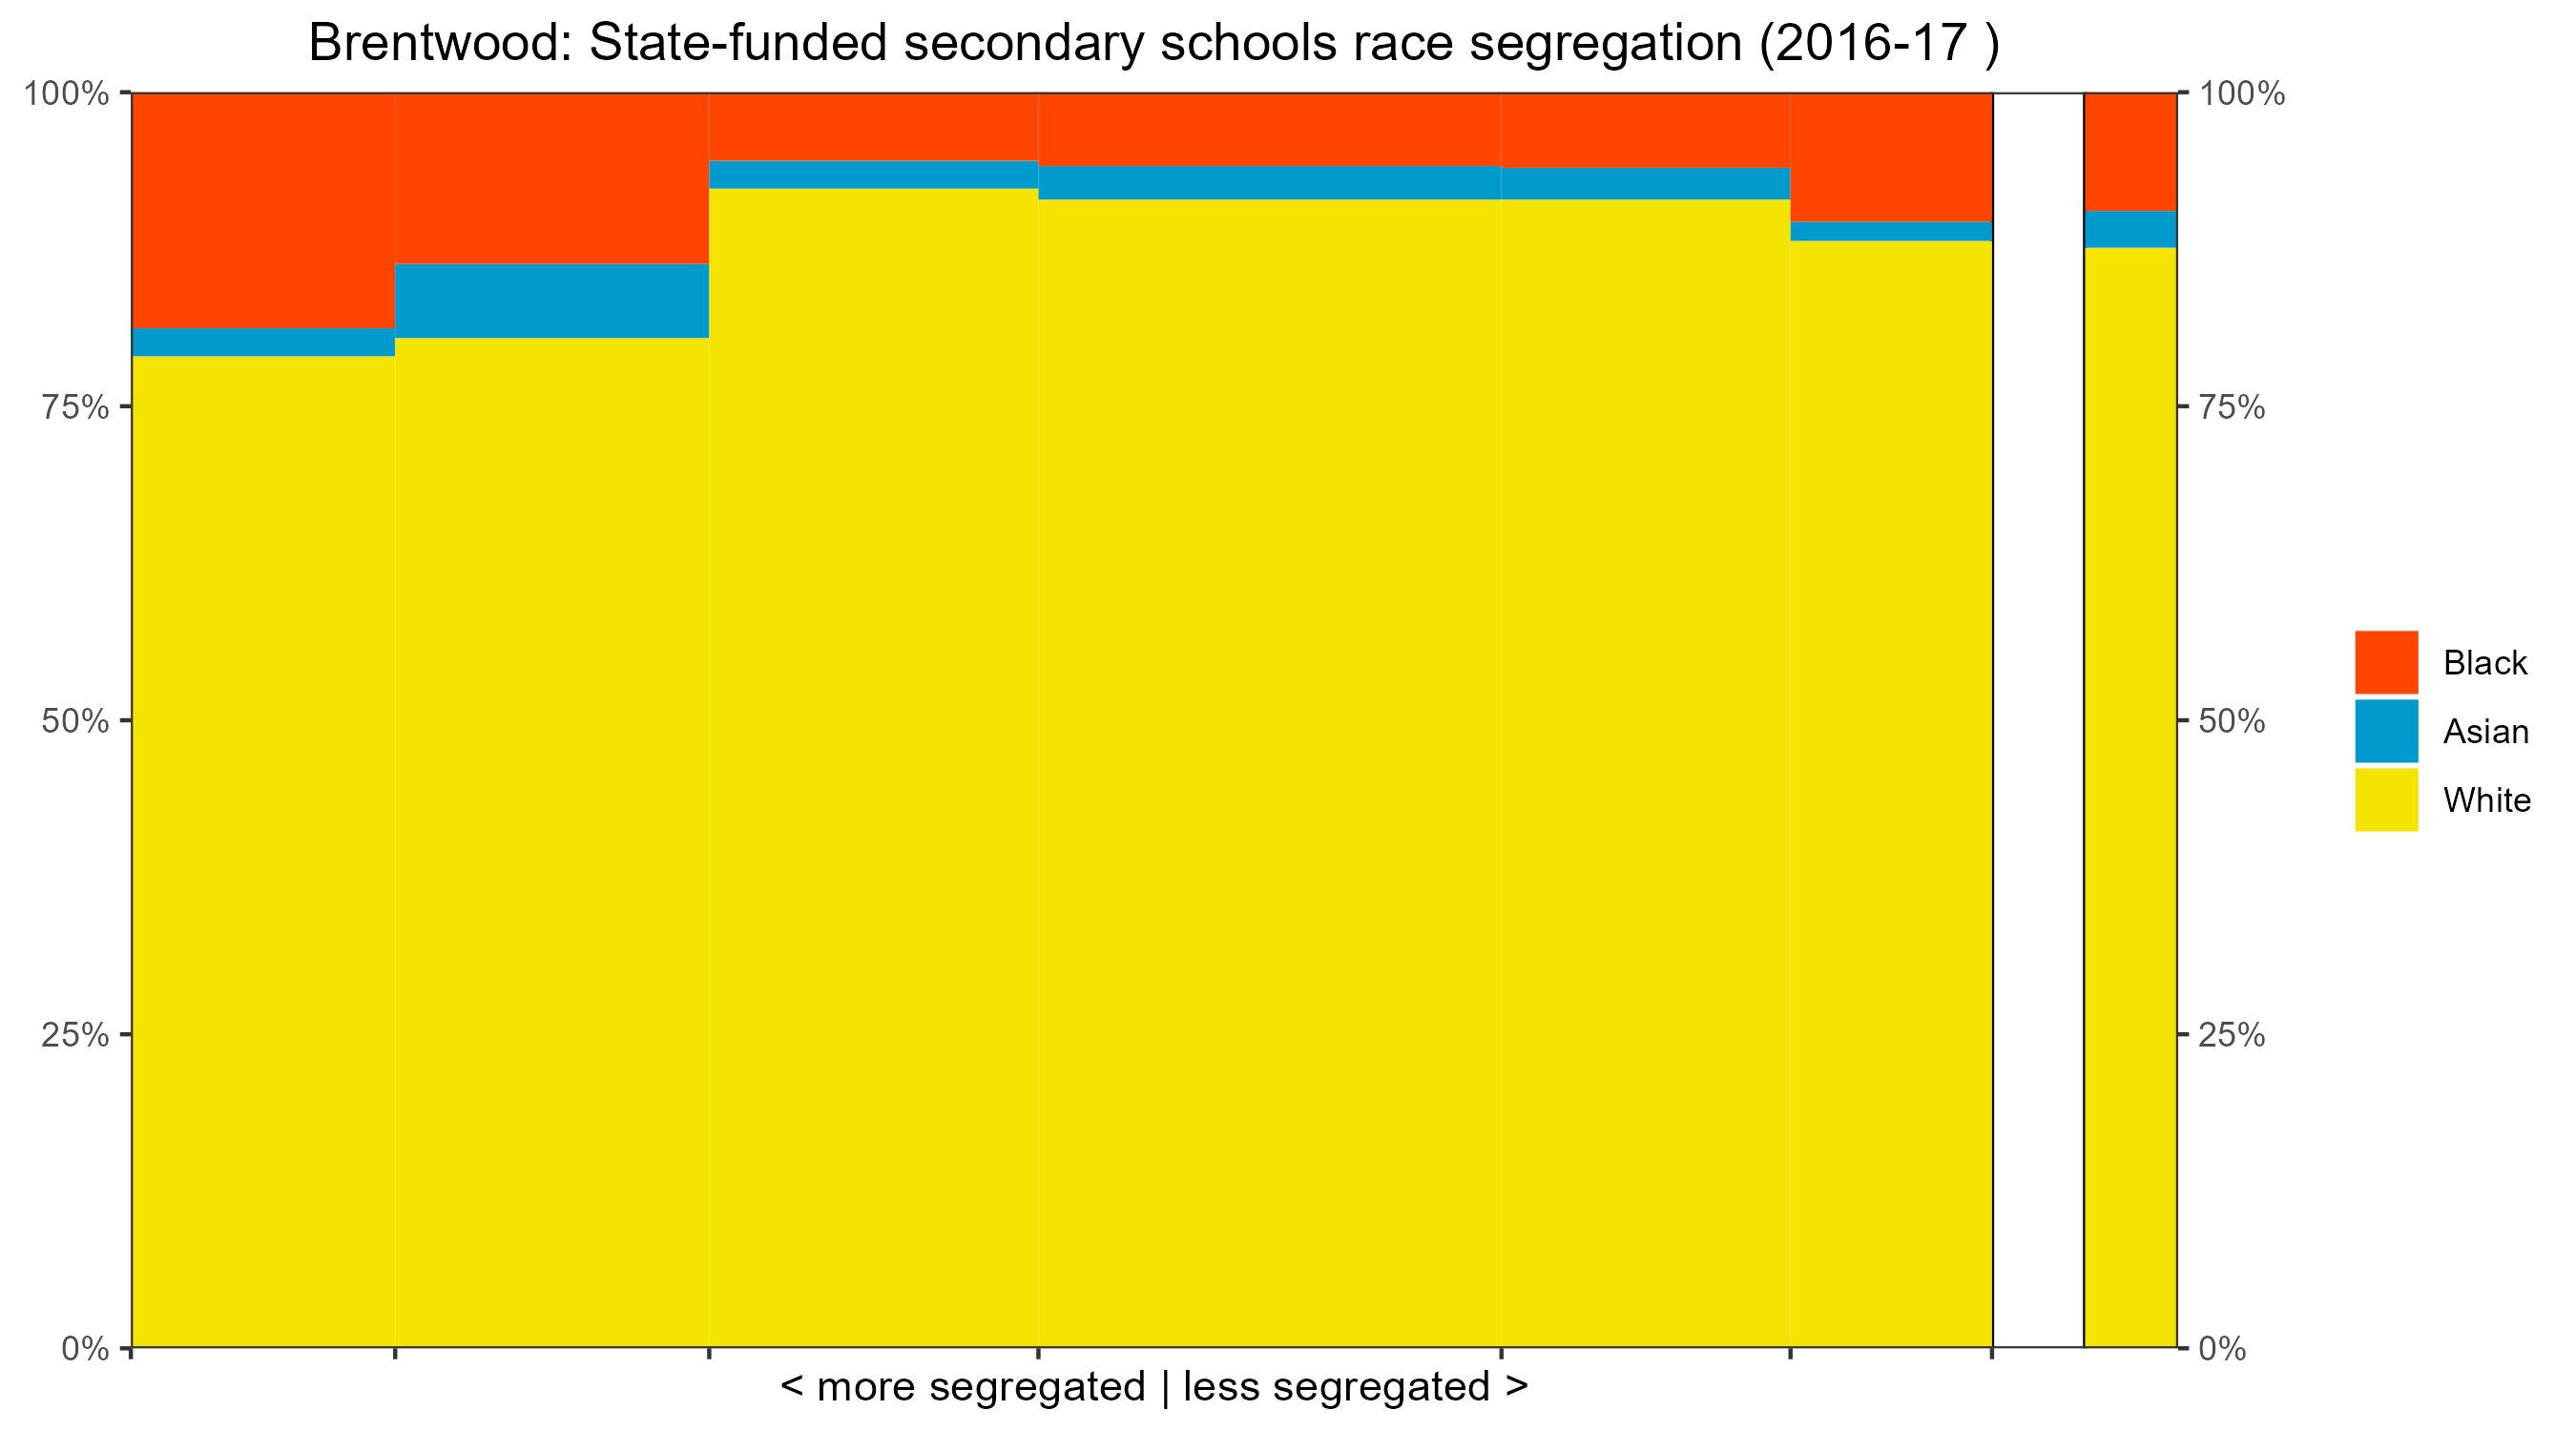 Brentwood: State-funded secondary schools race segregation (2016-17 )
100%
75%
50%
25%
0%
100%
75%
50%
25%
0%
Black
Asian
White
< more segregated | less segregated >